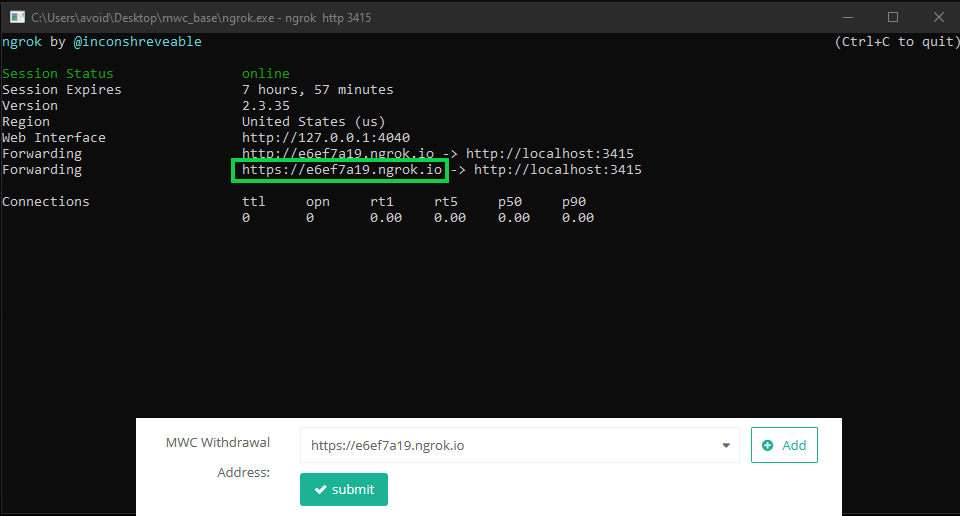 C:\Users\avoid\Desktop\mwc_base\ngrok.exe - ngrok  http 3415
ngrok by @inconshreveable (Ctrl+C to quit)
Session Status online
Session Expires 7 hours, 57 minutes
Version 2.3.35
Region United States (us)
Web Interface http://127.0.0.1:4040
Forwarding http://e6ef7a19.ngrok.io -> http://localhost:3415
Forwarding https://e6ef7a19.ngrok.io -> http://localhost:3415
Connections ttl opn rt1 rt5 p50 p90
0 0 0.00 0.00 0.00 0.00
MWC Withdrawal Address:
https://e6ef7a19.ngrok.io
Add
submit